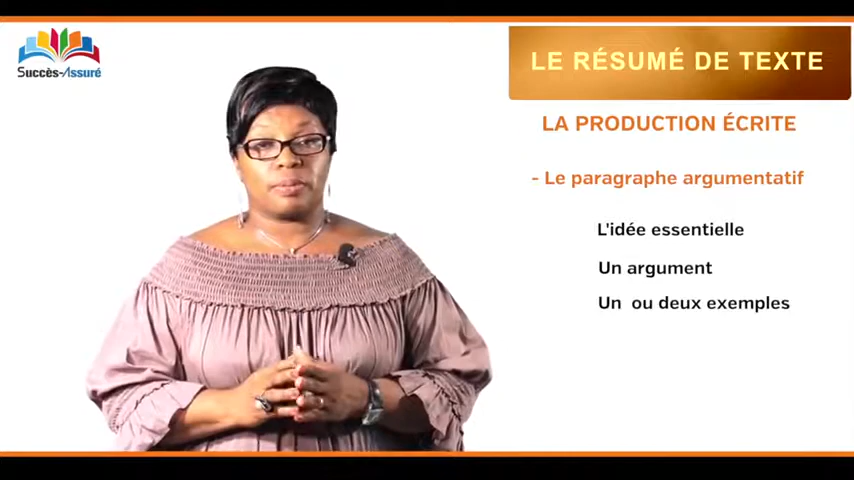 Succès-Assuré
LE RÉSUMÉ DE TEXTE
LA PRODUCTION ÉCRITE
- Le paragraphe argumentatif
L'idée essentielle
Un argument
Un ou deux exemples